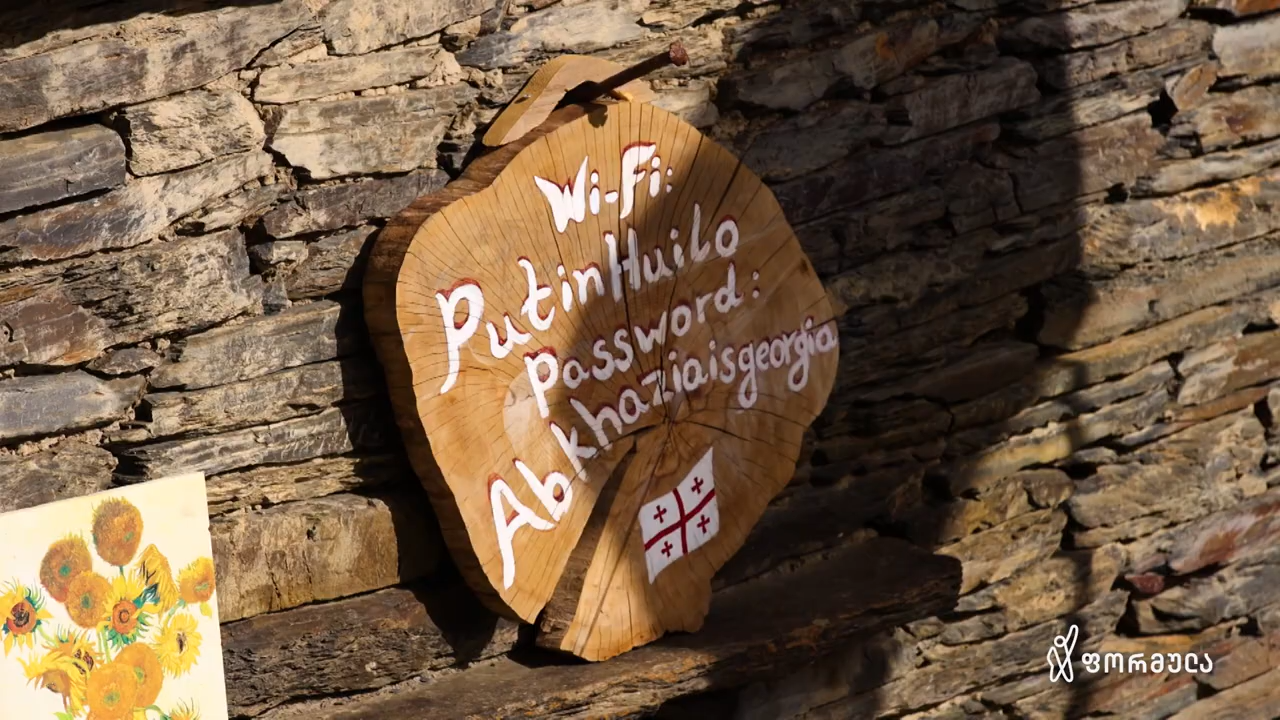 Wi-Fi:
PutinHuilo
password:
Abkhaziaisgeorgia
ფორმულა